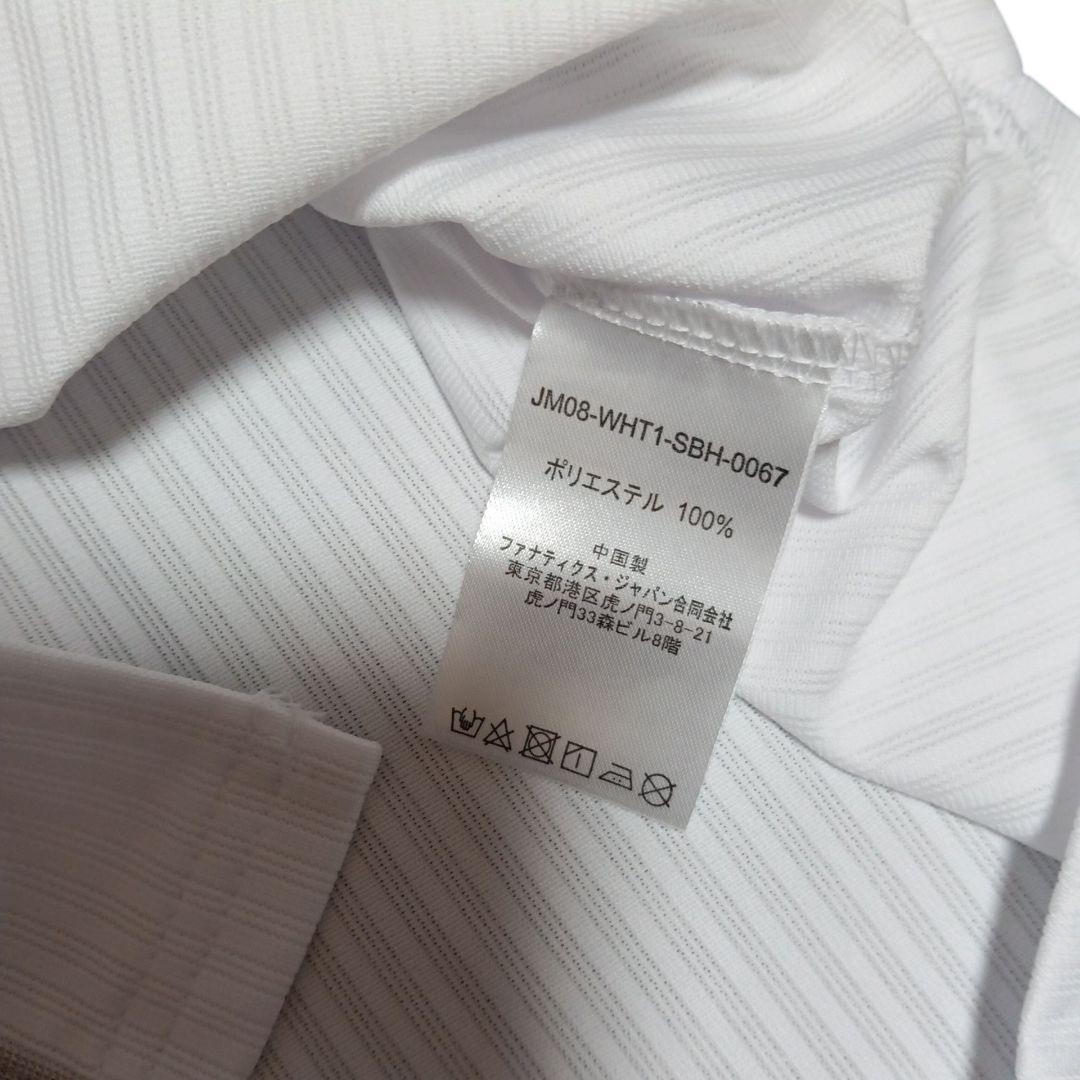 JM08-WHT1-SBH-0067
ポリエステル 100%
中国製
ファナティクス・ジャパン合同会社
東京都港区虎ノ門3-8-21
虎ノ門33森ビル8階